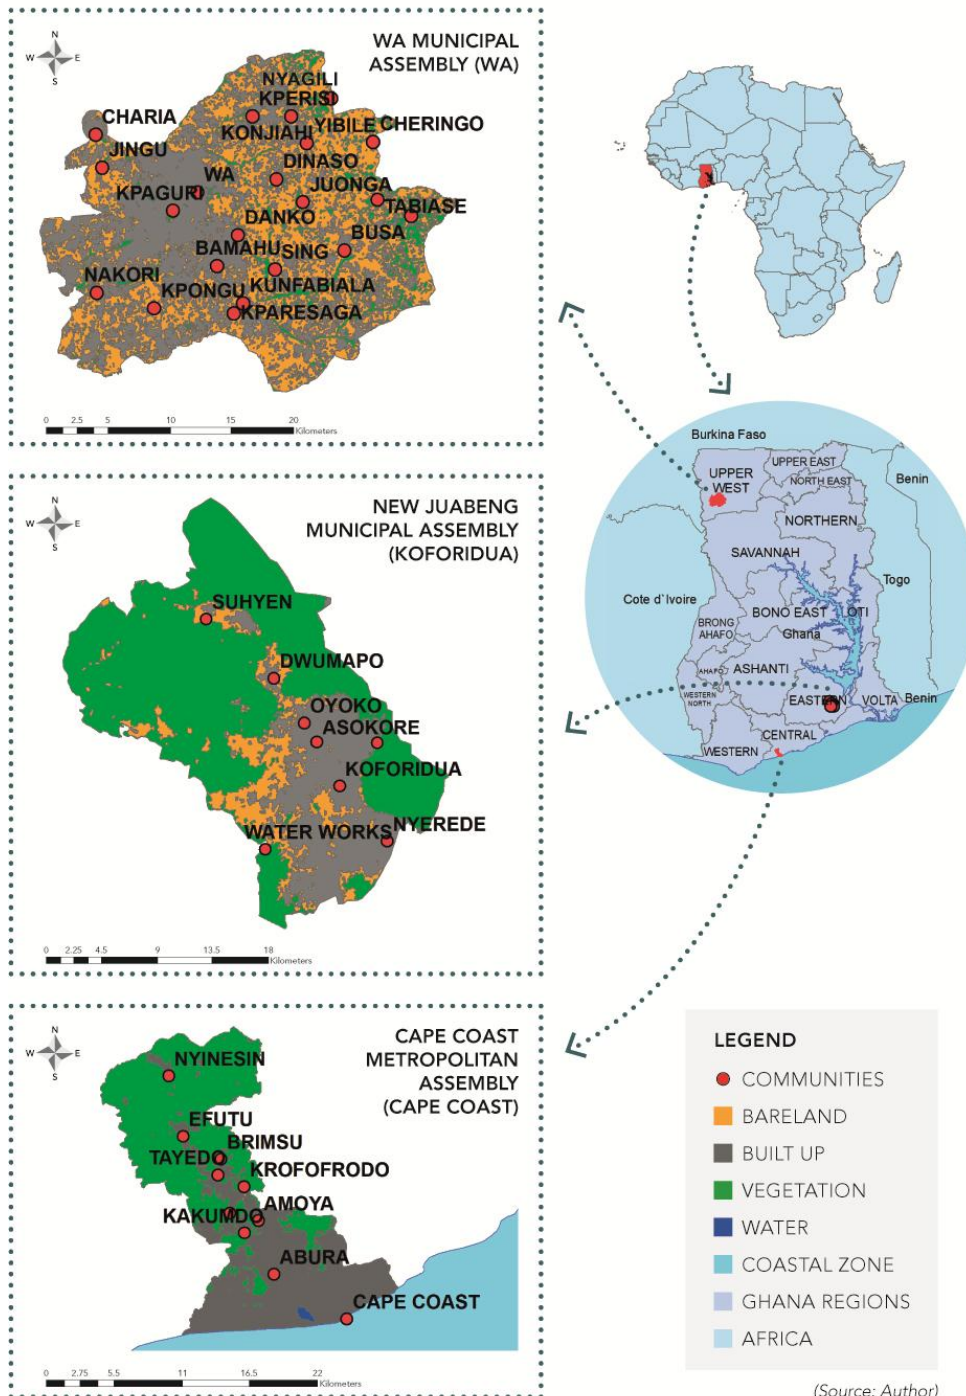 WA MUNICIPAL
ASSEMBLY (WA)
N
W E
S
NYAGILI
KPERISI
CHARIA
KONJIAHI
YIBILE
CHERINGO
JINGU
DINASO
WA
KPAGURI
JUONGA
TABIASE
DANKO
BUSA
BAMAHU
SING
NAKORI
KPONGU
KUNFABIALA
KPARESAGA
0 2.5 5 10 15 20
Kilometers
NEW JUABENG
MUNICIPAL ASSEMBLY
(KOFORIDUA)
N
W E
S
SUHYEN
DWUMAPO
OYOKO
ASOKORE
KOFORIDUA
WATER WORKS
NYEREDE
0 2.25 4.5 9 13.5 18
Kilometers
CAPE COAST
METROPOLITAN
ASSEMBLY
(CAPE COAST)
N
W E
S
NYINESIN
EFUTU
BRIMSU
TAYEDO
KROFOFRODO
AMOYA
KAKUMDO
ABURA
CAPE COAST
0 2.75 5.5 11 16.5 22
Kilometers
Burkina Faso
UPPER EAST
UPPER
WEST
NORTH EAST
Benin
NORTHERN
SAVANNAH
Togo
Cote d`Ivoire
BONO EAST
OTI
BRONG
AHAFO
Ghana
AHAFO
ASHANTI
WESTERN
NORTH
EASTERN
VOLTA
Benin
CENTRAL
WESTERN
LEGEND
COMMUNITIES
BARELAND
BUILT UP
VEGETATION
WATER
COASTAL ZONE
GHANA REGIONS
AFRICA
(Source: Author)